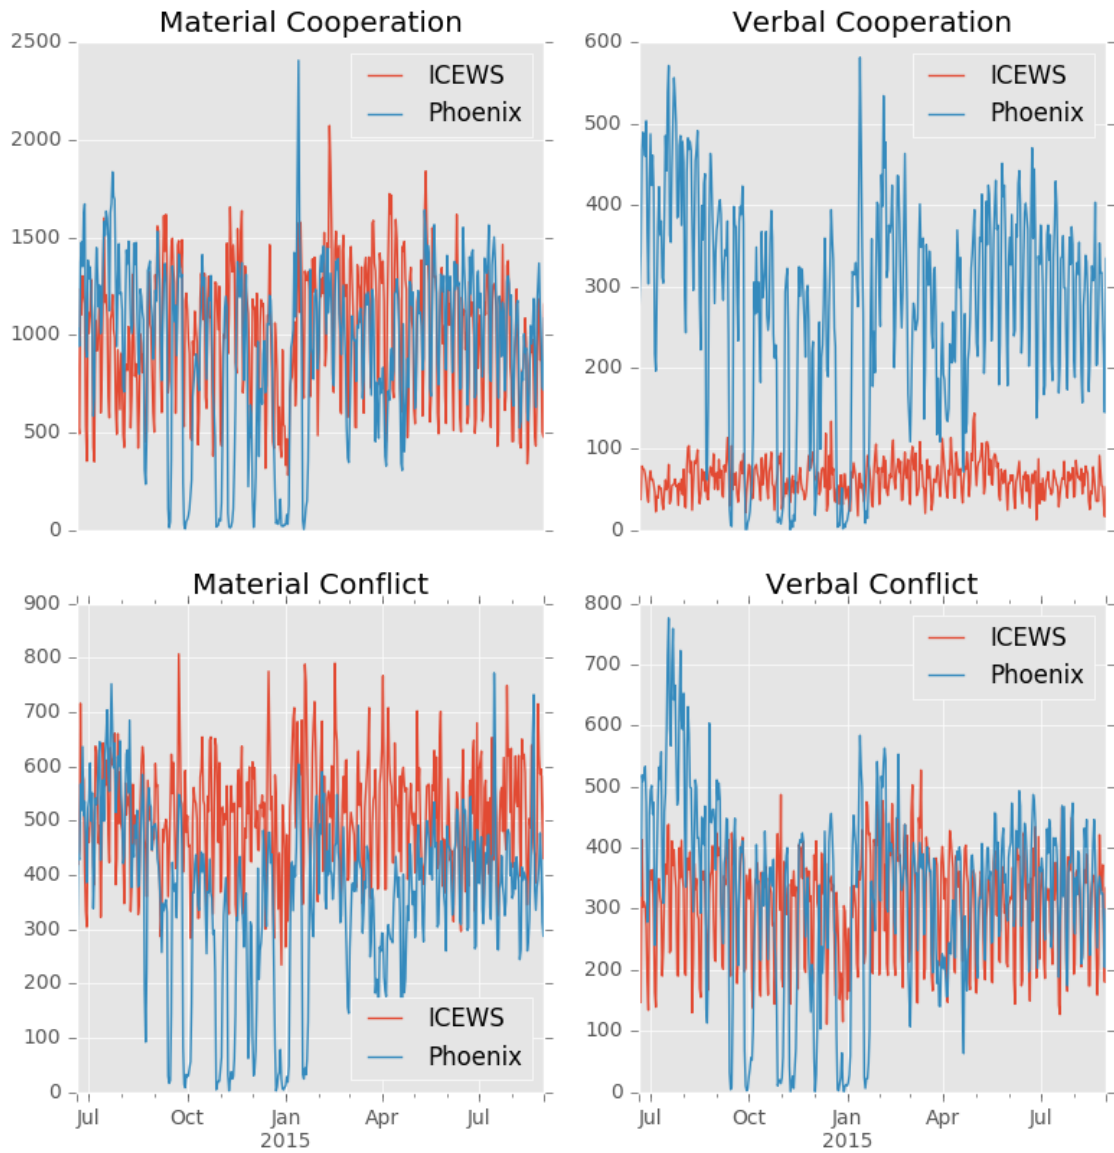 Material Cooperation
2500
2000
1500
1000
500
0
ICEWS
Phoenix
Verbal Cooperation
600
500
400
300
200
100
0
ICEWS
Phoenix
Material Conflict
900
800
700
600
500
400
300
200
100
0
ICEWS
Phoenix
Jul Oct Jan Apr Jul
2015
Verbal Conflict
800
700
600
500
400
300
200
100
0
ICEWS
Phoenix
Jul Oct Jan Apr Jul
2015